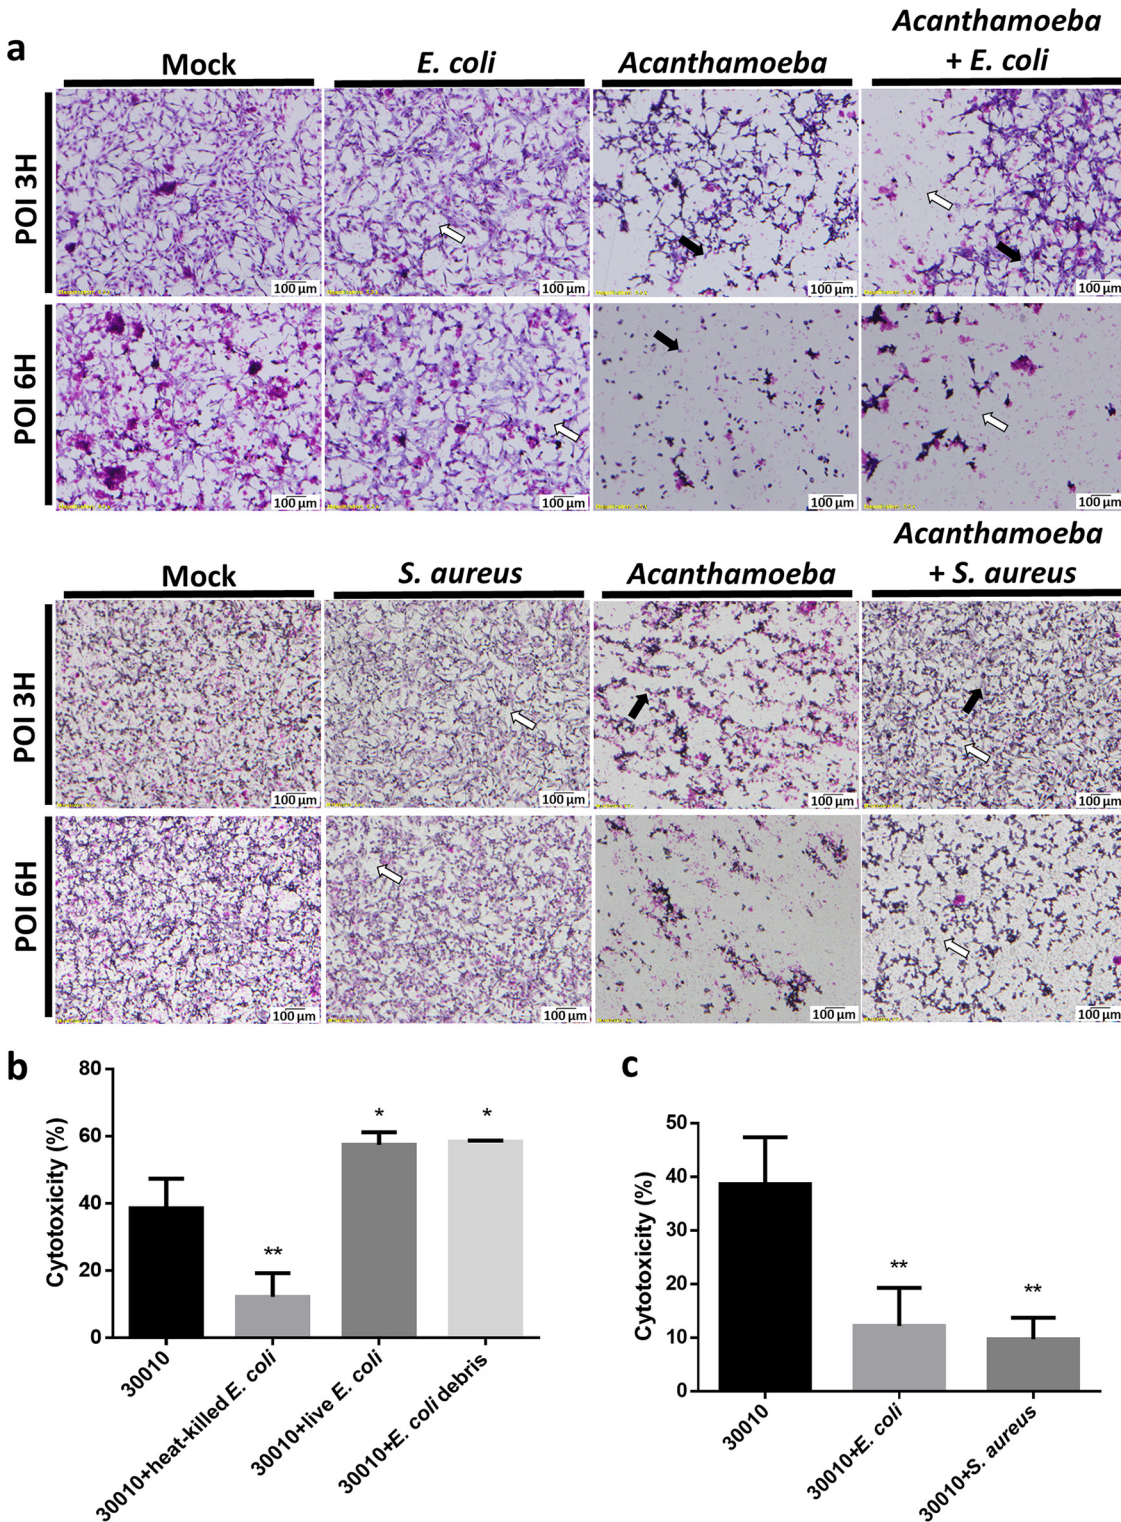 a
Mock
E. coli
Acanthamoeba
Acanthamoeba
+ E. coli
POI 3H
100 μm
100 μm
100 μm
100 μm
POI 6H
100 μm
100 μm
100 μm
100 μm
Mock
S. aureus
Acanthamoeba
Acanthamoeba
+ S. aureus
POI 3H
100 μm
100 μm
100 μm
100 μm
POI 6H
100 μm
100 μm
100 μm
100 μm
b
Cytotoxicity (%)
80
60
40
20
0
**
*
*
30010
30010+heat-killed E. coli
30010+live E. coli
30010+E. coli debris
c
Cytotoxicity (%)
50
40
30
20
10
0
**
**
30010
30010+E. coli
30010+S. aureus